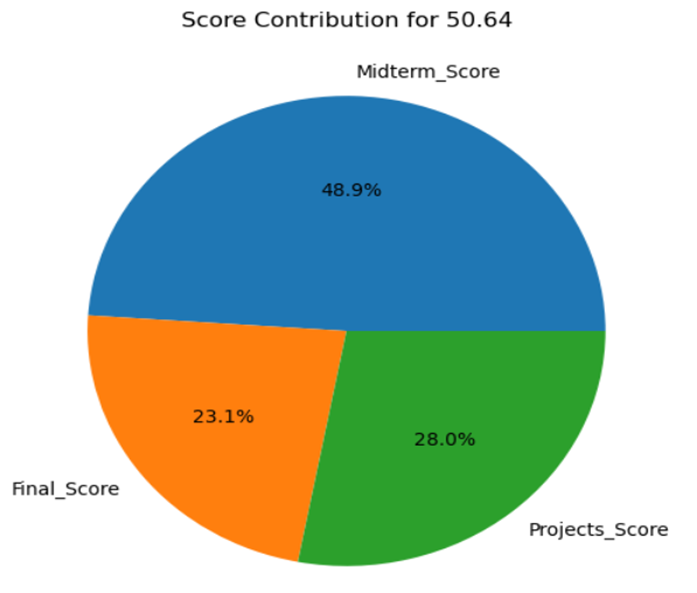 Score Contribution for 50.64
Midterm_Score
48.9%
23.1%
28.0%
Final_Score
Projects_Score